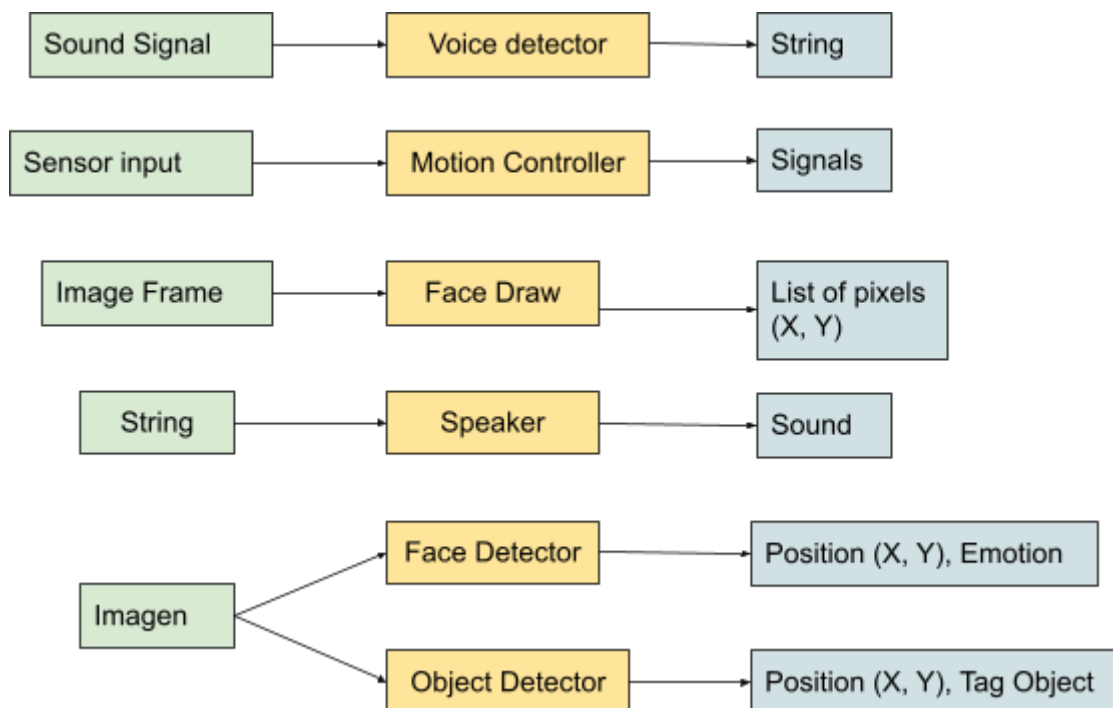 Sound Signal
Voice detector
String
Sensor input
Motion Controller
Signals
Image Frame
Face Draw
List of pixels
(X, Y)
String
Speaker
Sound
Face Detector
Position (X, Y), Emotion
Imagen
Object Detector
Position (X, Y), Tag Object